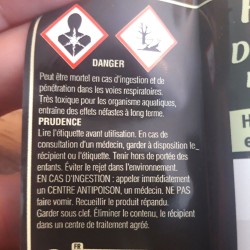 DANGER
Peut être mortel en cas d'ingestion et de
pénétration dans les voies respiratoires.
Très toxique pour les organisme aquatiques,
entraîne des effets néfastes à long terme.
PRUDENCE
Lire l'étiquette avant utilisation. En cas de
consultation d'un médecin, garder à disposition le
récipient ou l'étiquette. Tenir hors de portée des
enfants. Éviter le rejet dans l'environnement.
EN CAS D'INGESTION : appeler immédiatement
un CENTRE ANTIPOISON, un médecin. NE PAS
faire vomir. Recueillir le produit répandu.
Garder sous clef. Éliminer le contenu, le récipient
dans un centre de traitement agréé.
FR
D
H
e